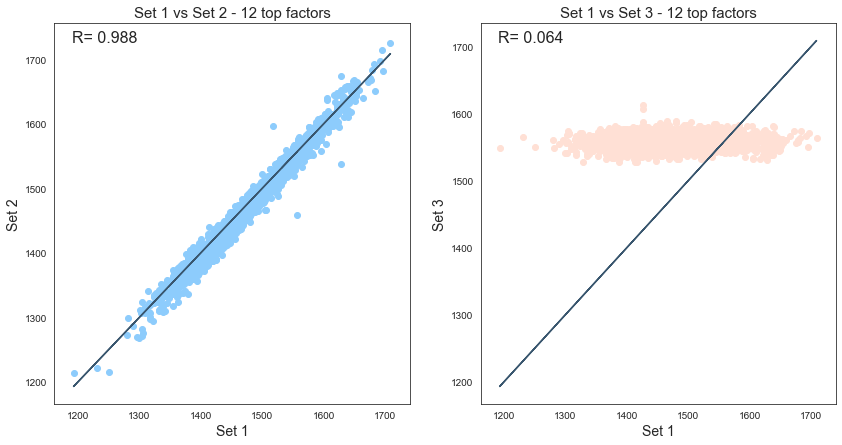 Set 1 vs Set 2 - 12 top factors
R= 0.988
1700
1600
1500
1400
1300
1200
Set 2
1200 1300 1400 1500 1600 1700
Set 1
Set 1 vs Set 3 - 12 top factors
R= 0.064
1700
1600
1500
1400
1300
1200
Set 3
1200 1300 1400 1500 1600 1700
Set 1